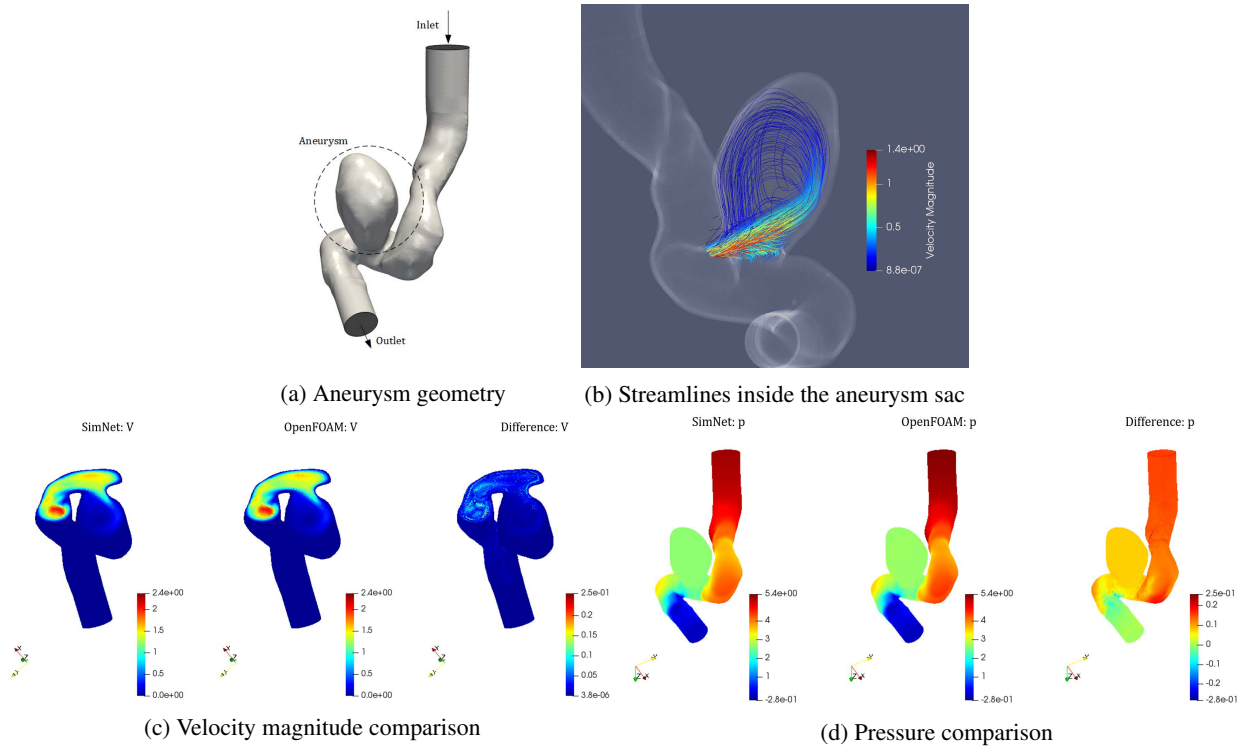 Inlet
Aneurysm
Outlet
1.4e+00
1
0.5
8.8e-07
Velocity Magnitude
(a) Aneurysm geometry
(b) Streamlines inside the aneurysm sac
SimNet: V
OpenFOAM: V
Difference: V
2.4e+00
2
1.5
1
0.5
0.0e+00
2.4e+00
2
1.5
1
0.5
0.0e+00
2.5e-01
0.2
0.15
0.1
0.05
3.8e-06
(c) Velocity magnitude comparison
SimNet: p
OpenFOAM: p
Difference: p
5.4e+00
4
3
2
1
-2.8e-01
5.4e+00
4
3
2
1
-2.8e-01
2.5e-01
0.2
0.1
0
-0.1
-0.2
-2.8e-01
(d) Pressure comparison